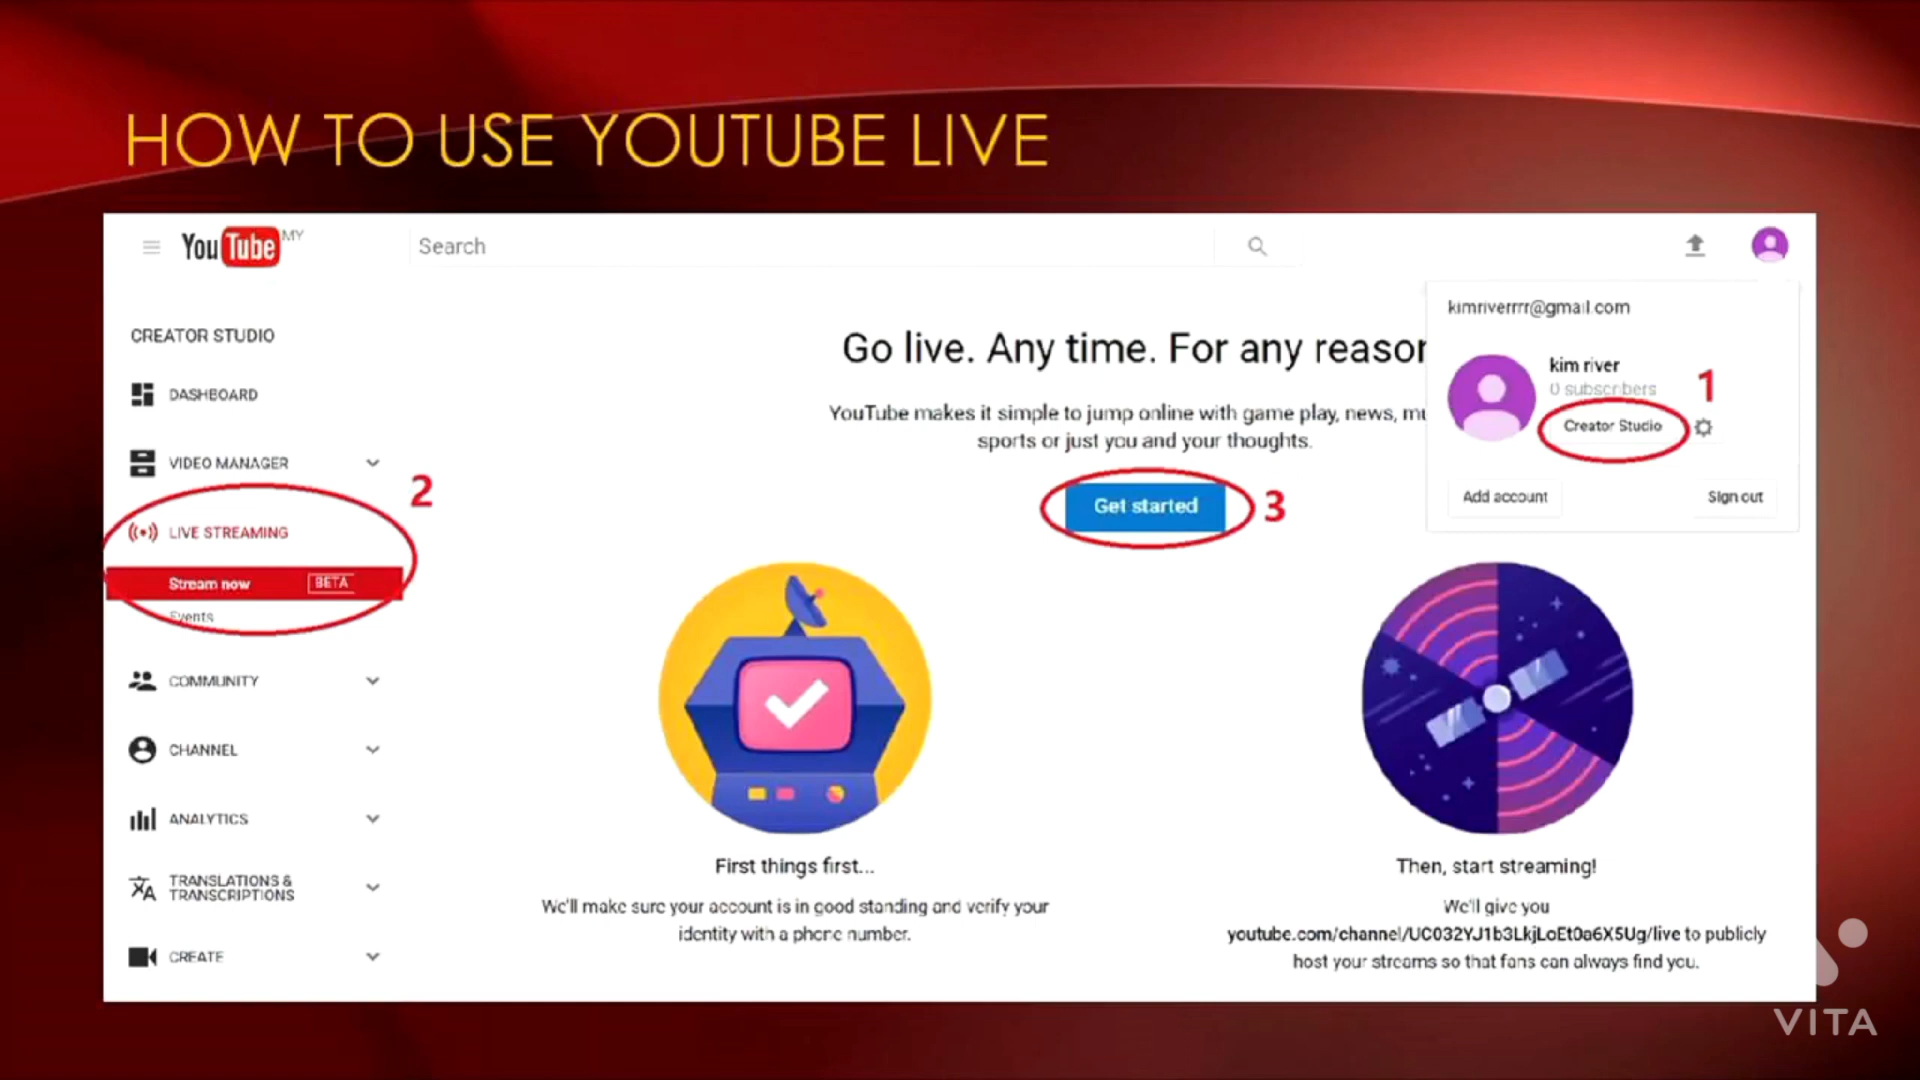 HOW TO USE YOUTUBE LIVE
YouTube MY
Search
kimriverrrr@gmail.com
CREATOR STUDIO
Go live. Any time. For any reason
kim river
1
0 subscribers
DASHBOARD
YouTube makes it simple to jump online with game play, news, mu
Creator Studio
sports or just you and your thoughts.
VIDEO MANAGER
2
Get started
3
Add account
Sign out
LIVE STREAMING
Stream now
BETA
Events
COMMUNITY
CHANNEL
ANALYTICS
First things first...
Then, start streaming!
TRANSLATIONS &
TRANSCRIPTIONS
We'll make sure your account is in good standing and verify your
identity with a phone number.
We'll give you
youtube.com/channel/UC032YJ1b3LkjLoEt0a6X5Ug/live to publicly
host your streams so that fans can always find you.
CREATE
VITA